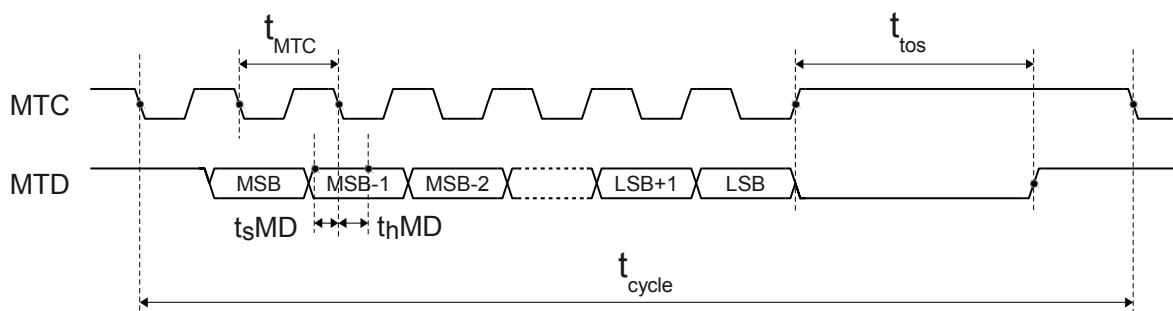 tMTC
ttos
MTC
MTD
MSB
MSB-1
MSB-2
LSB+1
LSB
tsMD
thMD
tcycle